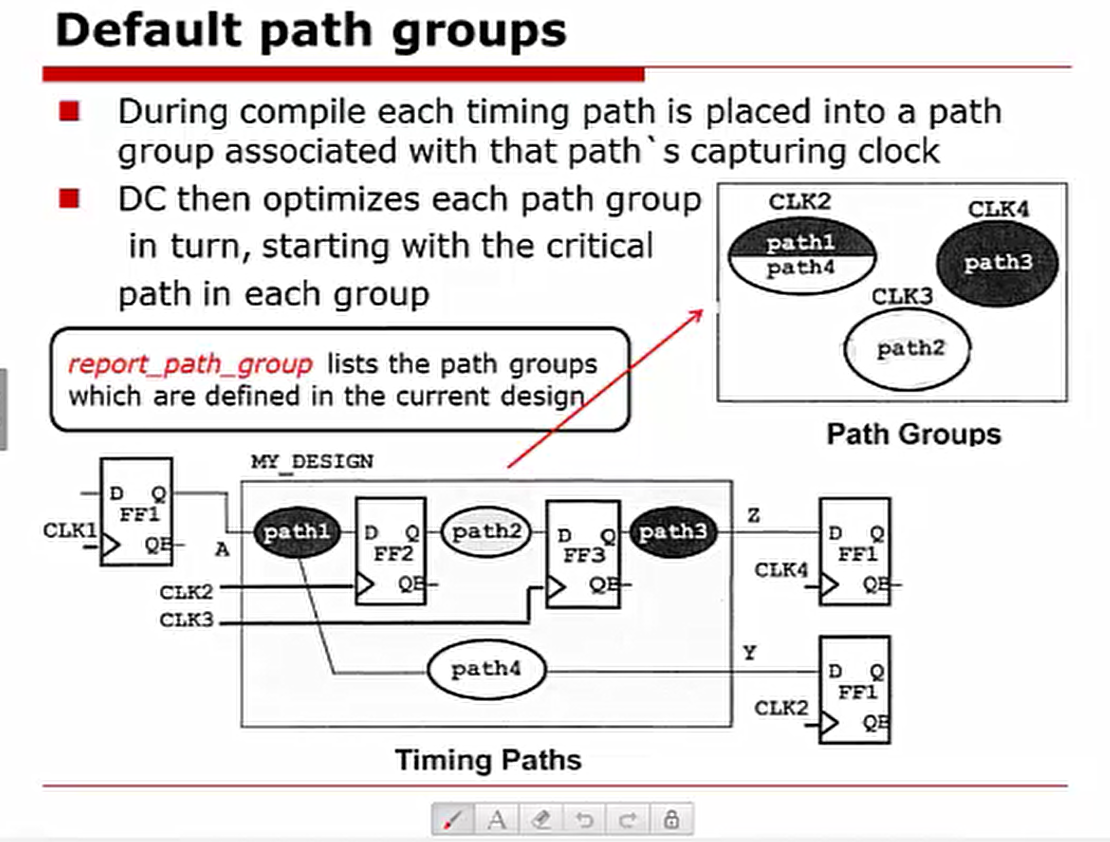 Default path groups
During compile each timing path is placed into a path
group associated with that path`s capturing clock
DC then optimizes each path group
in turn, starting with the critical
path in each group
report_path_group lists the path groups
which are defined in the current design
CLK2
CLK4
path1
path4
path3
CLK3
path2
Path Groups
MY_DESIGN
D Q
FF1
QB
CLK1
A
path1
D Q
FF2
QB
path2
D Q
FF3
QB
path3
Z
D Q
FF1
QB
CLK4
CLK2
CLK3
path4
Y
D Q
FF1
QB
CLK2
Timing Paths
A